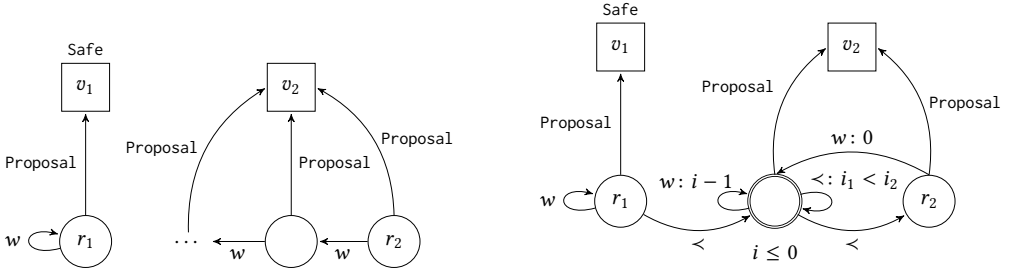 Safe
v₁
v₂
Proposal
Proposal
Proposal
Proposal
w
r₁
...
w
w
r₂
Safe
v₁
v₂
Proposal
Proposal
Proposal
w: 0
w: i − 1
≺: i₁ < i₂
w
r₁
r₂
≺
i ≤ 0
≺